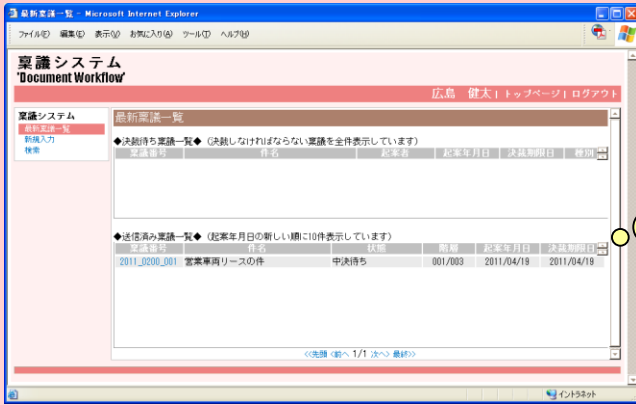 最新稟議一覧 - Microsoft Internet Explorer
ファイル(F) 編集(E) 表示(V) お気に入り(A) ツール(T) ヘルプ(H)
稟議システム
'Document Workflow'
広島 健太 | トップページ | ログアウト
稟議システム
最新稟議一覧
新規入力
検索
最新稟議一覧
◆決裁待ち稟議一覧◆ (決裁しなければならない稟議を全件表示しています)
稟議番号 件名 起案者 起案年月日 決裁期限日 種別
◆送信済み稟議一覧◆ (起案年月日の新しい順に10件表示しています)
稟議番号 件名 状態 階層 起案年月日 決裁期限日
2011_0200_001 営業車両リースの件 中決待ち 001/003 2011/04/19 2011/04/19
<<先頭 <前へ 1/1 次へ> 最終>>
イントラネット